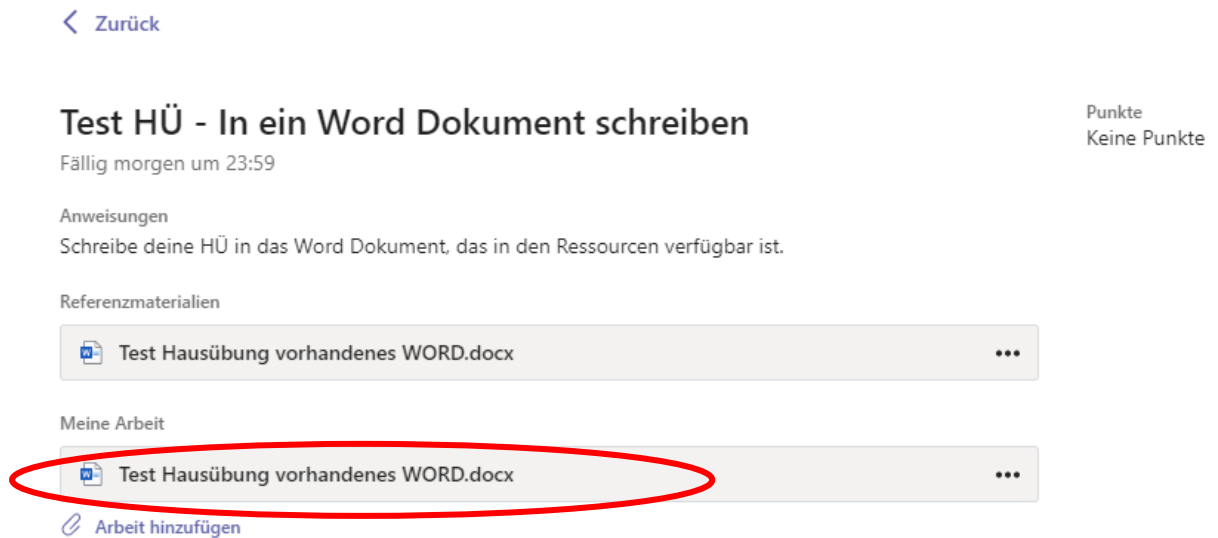 Zurück
Test HÜ - In ein Word Dokument schreiben
Fällig morgen um 23:59
Punkte
Keine Punkte
Anweisungen
Schreibe deine HÜ in das Word Dokument, das in den Ressourcen verfügbar ist.
Referenzmaterialien
Test Hausübung vorhandenes WORD.docx
Meine Arbeit
Test Hausübung vorhandenes WORD.docx
Arbeit hinzufügen